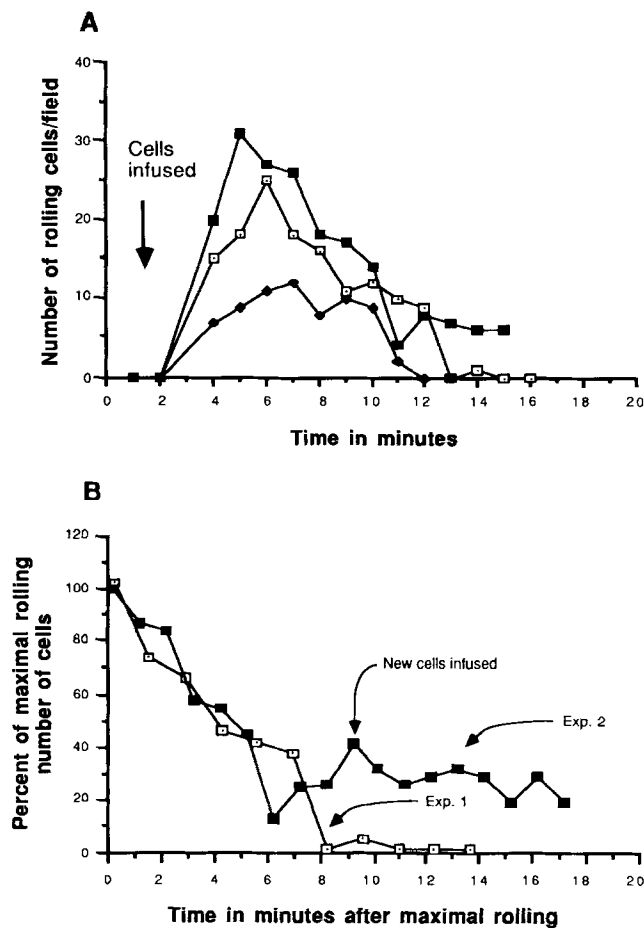 A
40
30
20
10
0
Number of rolling cells/field
Cells
infused
0 2 4 6 8 10 12 14 16 18 20
Time in minutes
B
120
100
80
60
40
20
0
Percent of maximal rolling
number of cells
New cells infused
Exp. 2
Exp. 1
0 2 4 6 8 10 12 14 16 18 20
Time in minutes after maximal rolling